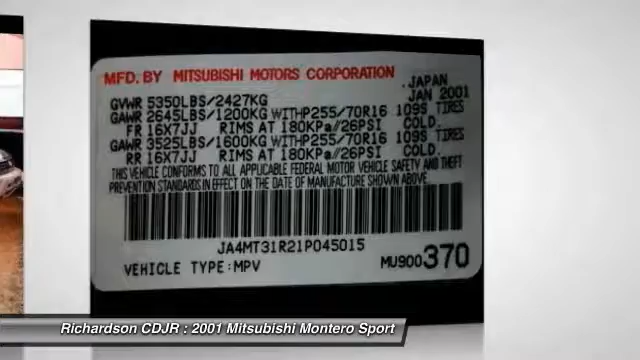 MFD. BY MITSUBISHI MOTORS CORPORATION
. JAPAN
GVWR 5350LBS/2427KG JAN 2001
GAWR 2645LBS/1200KG WITHP255/70R16 109S TIRES
FR 16X7JJ RIMS AT 180KPa//26PSI COLD.
GAWR 3525LBS/1600KG WITHP255/70R16 109S TIRES
RR 16X7JJ RIMS AT 180KPa//26PSI COLD.
THIS VEHICLE CONFORMS TO ALL APPLICABLE FEDERAL MOTOR VEHICLE SAFETY AND THEFT
PREVENTION STANDARDS IN EFFECT ON THE DATE OF MANUFACTURE SHOWN ABOVE.
JA4MT31R21P045015
VEHICLE TYPE:MPV MU900370
Richardson CDJR : 2001 Mitsubishi Montero Sport